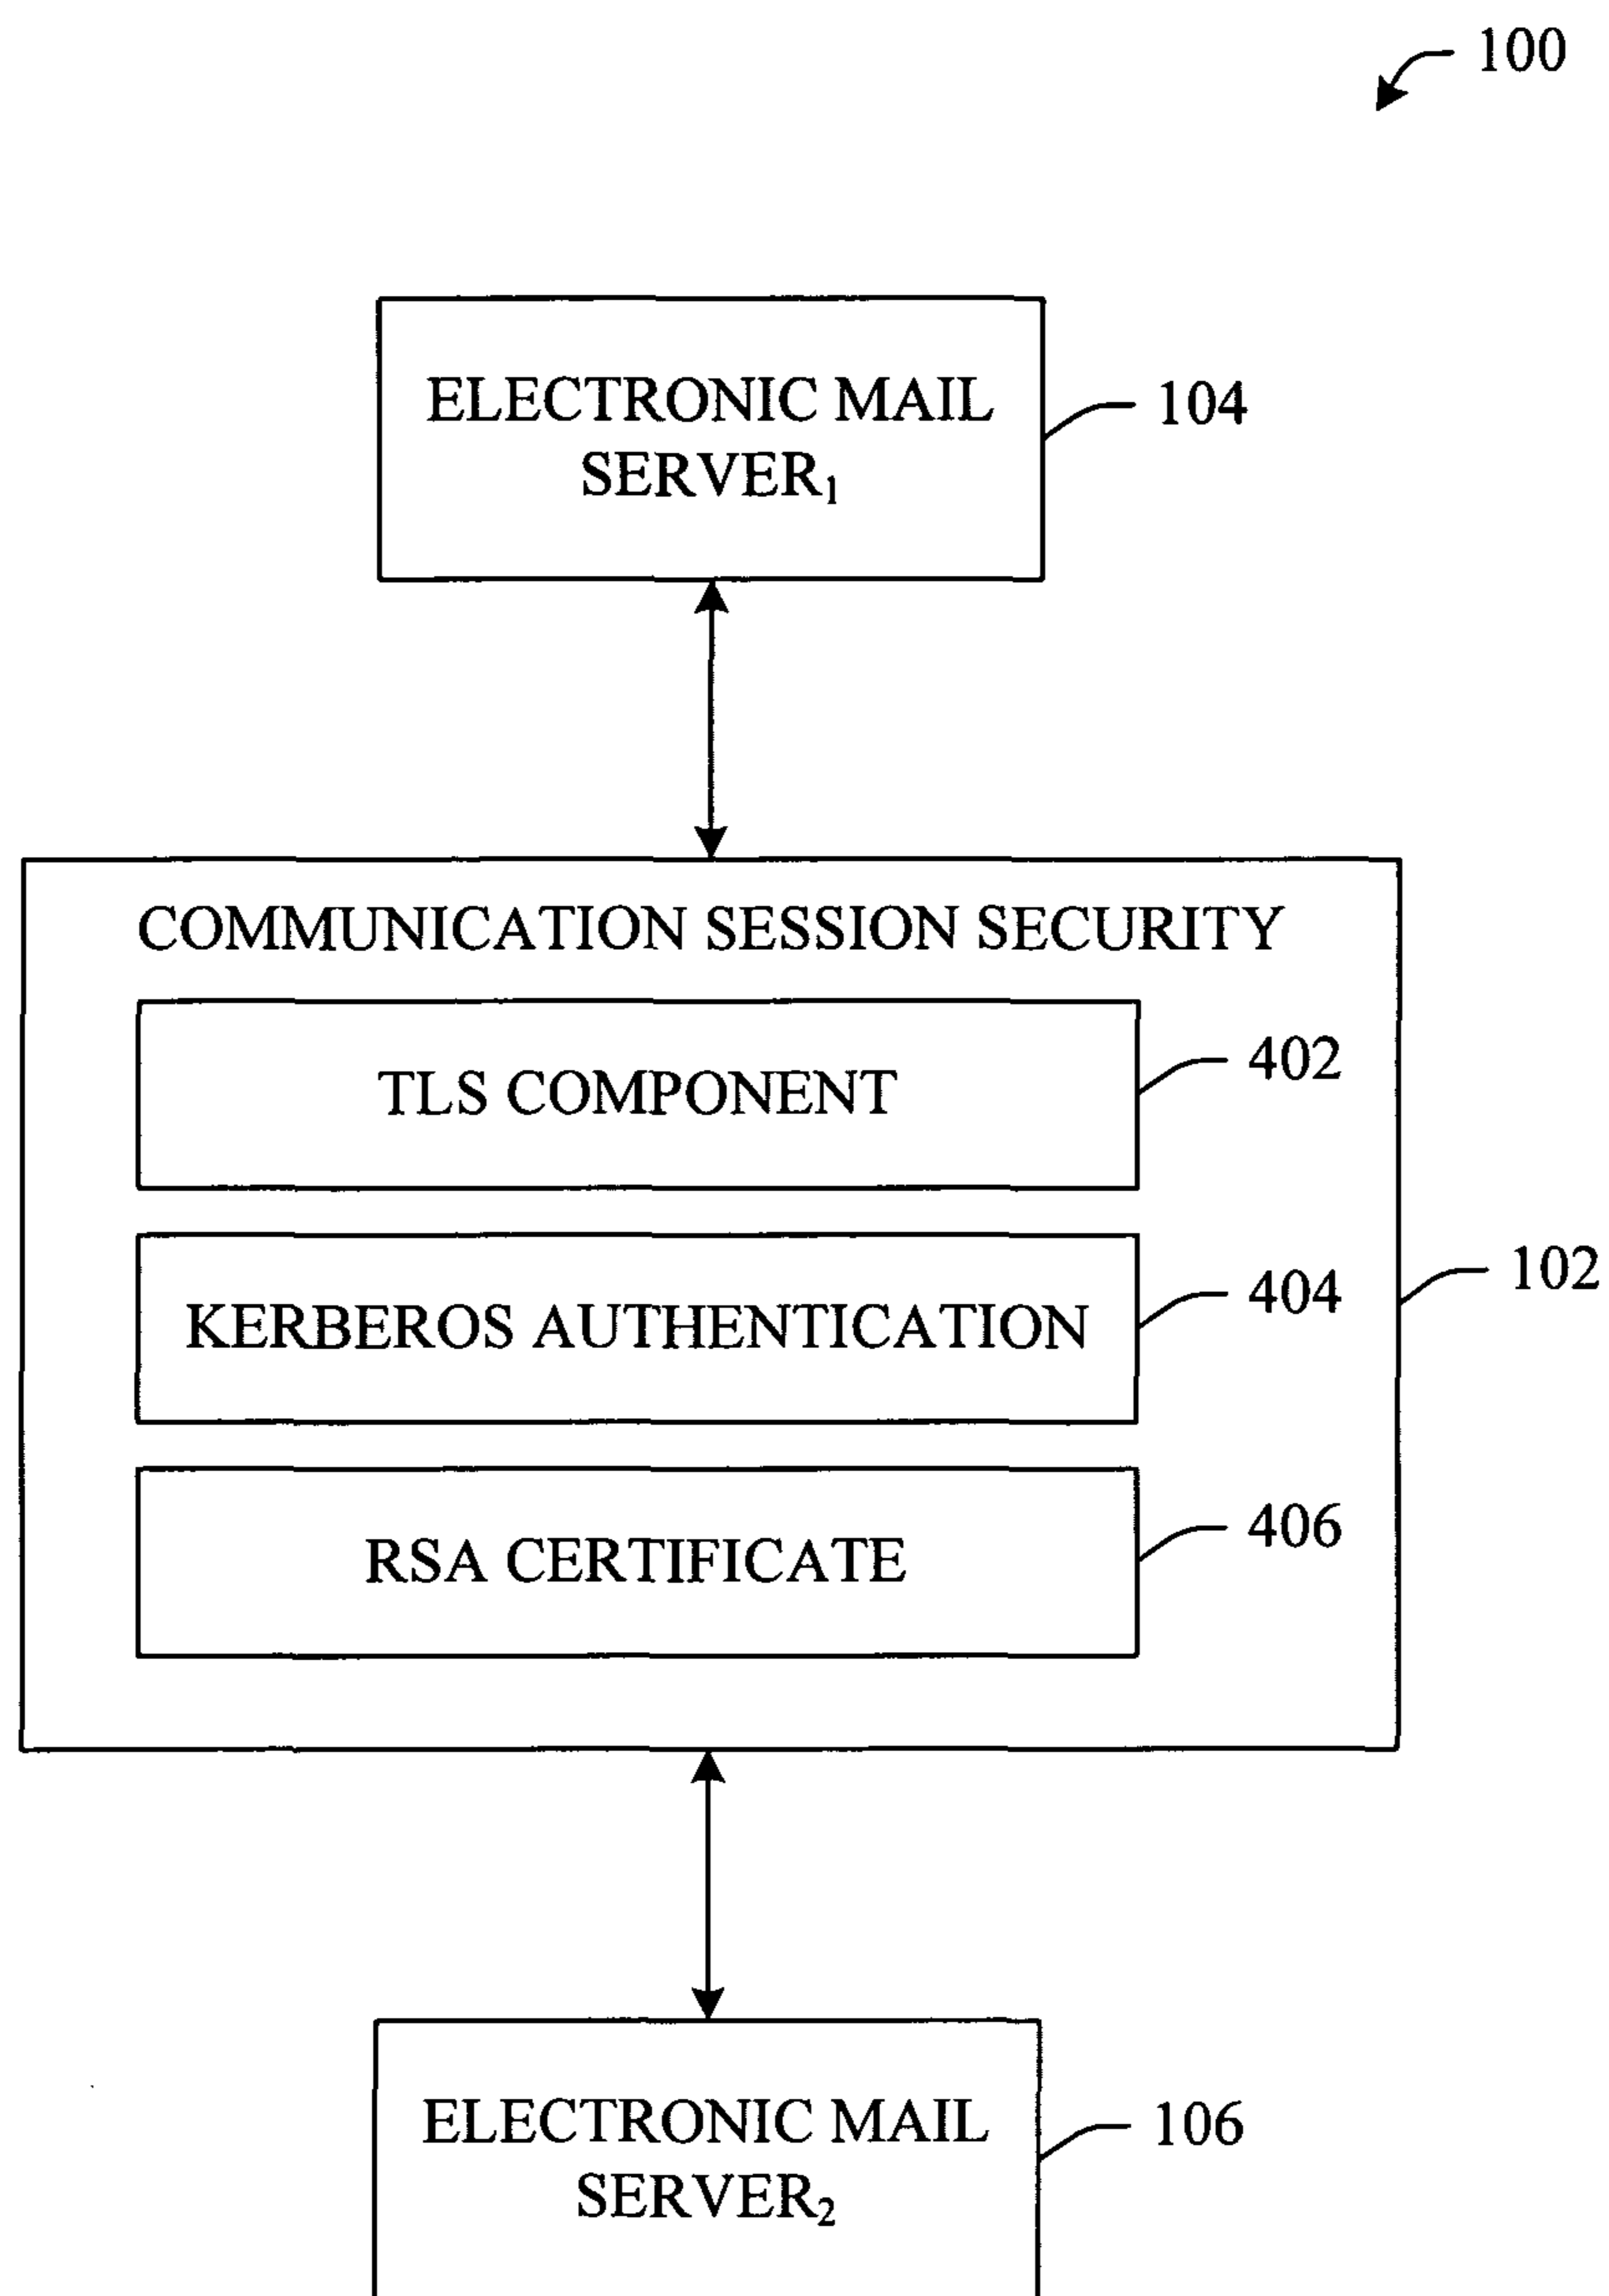 100
ELECTRONIC MAIL
SERVER₁
104
COMMUNICATION SESSION SECURITY
TLS COMPONENT
402
KERBEROS AUTHENTICATION
404
102
RSA CERTIFICATE
406
ELECTRONIC MAIL
SERVER₂
106